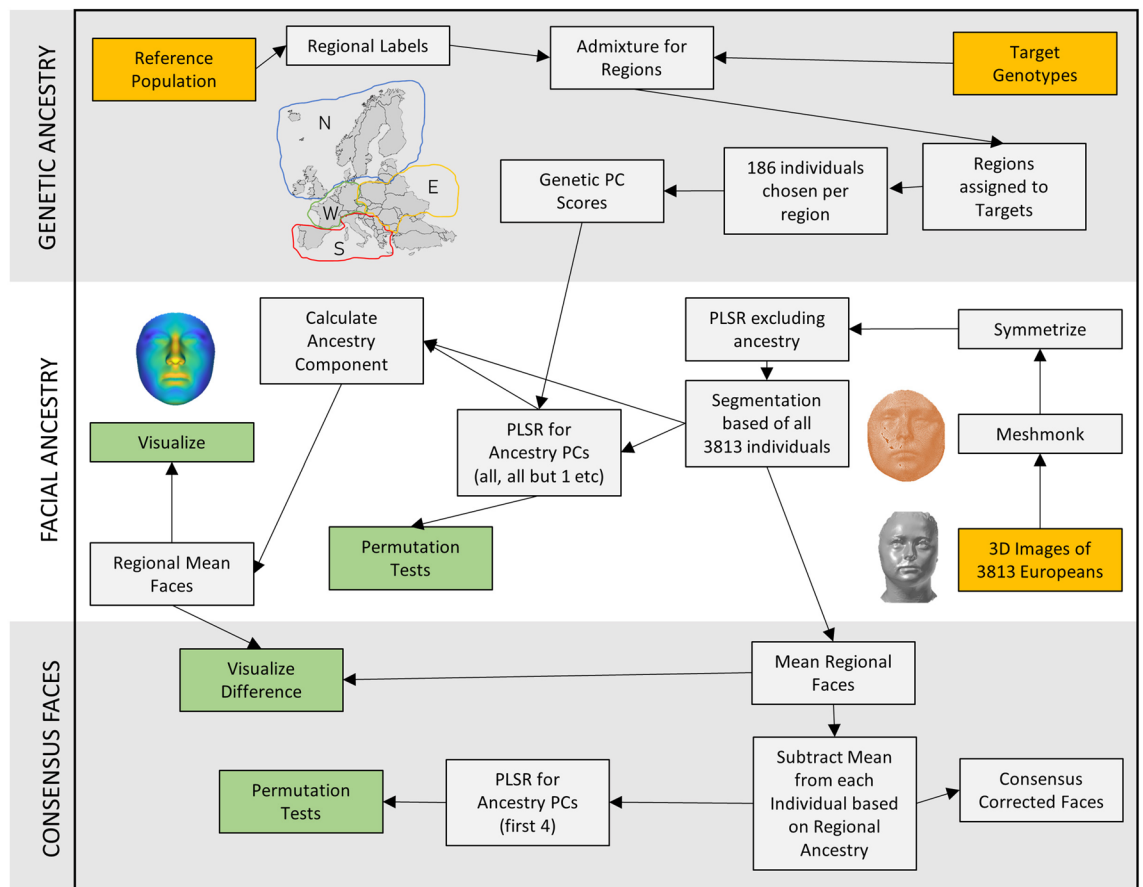 GENETIC ANCESTRY
Reference
Population
Regional Labels
Admixture for
Regions
Target
Genotypes
N
E
W
S
Genetic PC
Scores
186 individuals
chosen per
region
Regions
assigned to
Targets
FACIAL ANCESTRY
Calculate
Ancestry
Component
PLSR excluding
ancestry
Symmetrize
Visualize
PLSR for
Ancestry PCs
(all, all but 1 etc)
Segmentation
based of all
3813 individuals
Meshmonk
Regional Mean
Faces
Permutation
Tests
3D Images of
3813 Europeans
CONSENSUS FACES
Visualize
Difference
Mean Regional
Faces
Permutation
Tests
PLSR for
Ancestry PCs
(first 4)
Subtract Mean
from each
Individual based
on Regional
Ancestry
Consensus
Corrected Faces